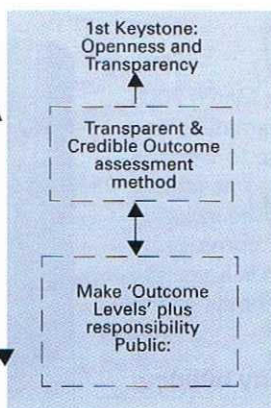 1st Keystone:
Openness and
Transparency
Transparent &
Credible Outcome
assessment
method
Make 'Outcome
Levels' plus
responsibility
Public: